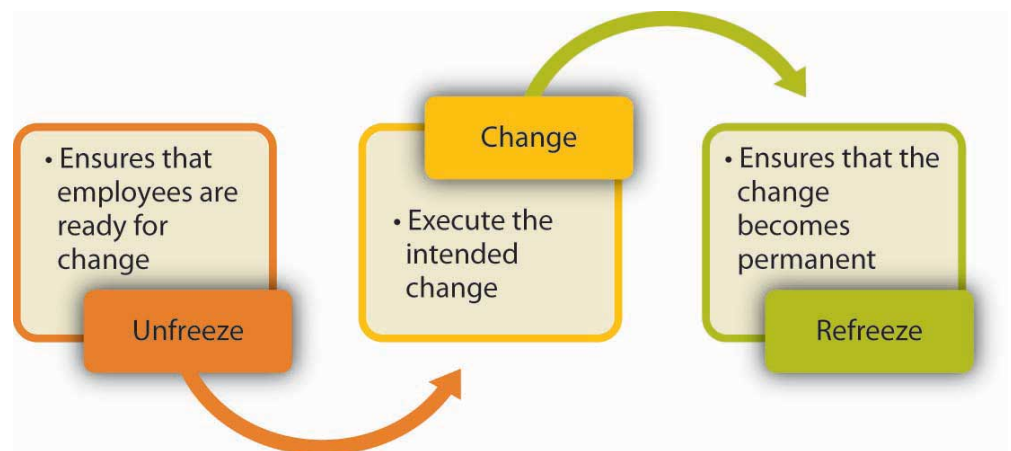 • Ensures that
employees are
ready for
change
Unfreeze
Change
• Execute the
intended
change
• Ensures that the
change
becomes
permanent
Refreeze